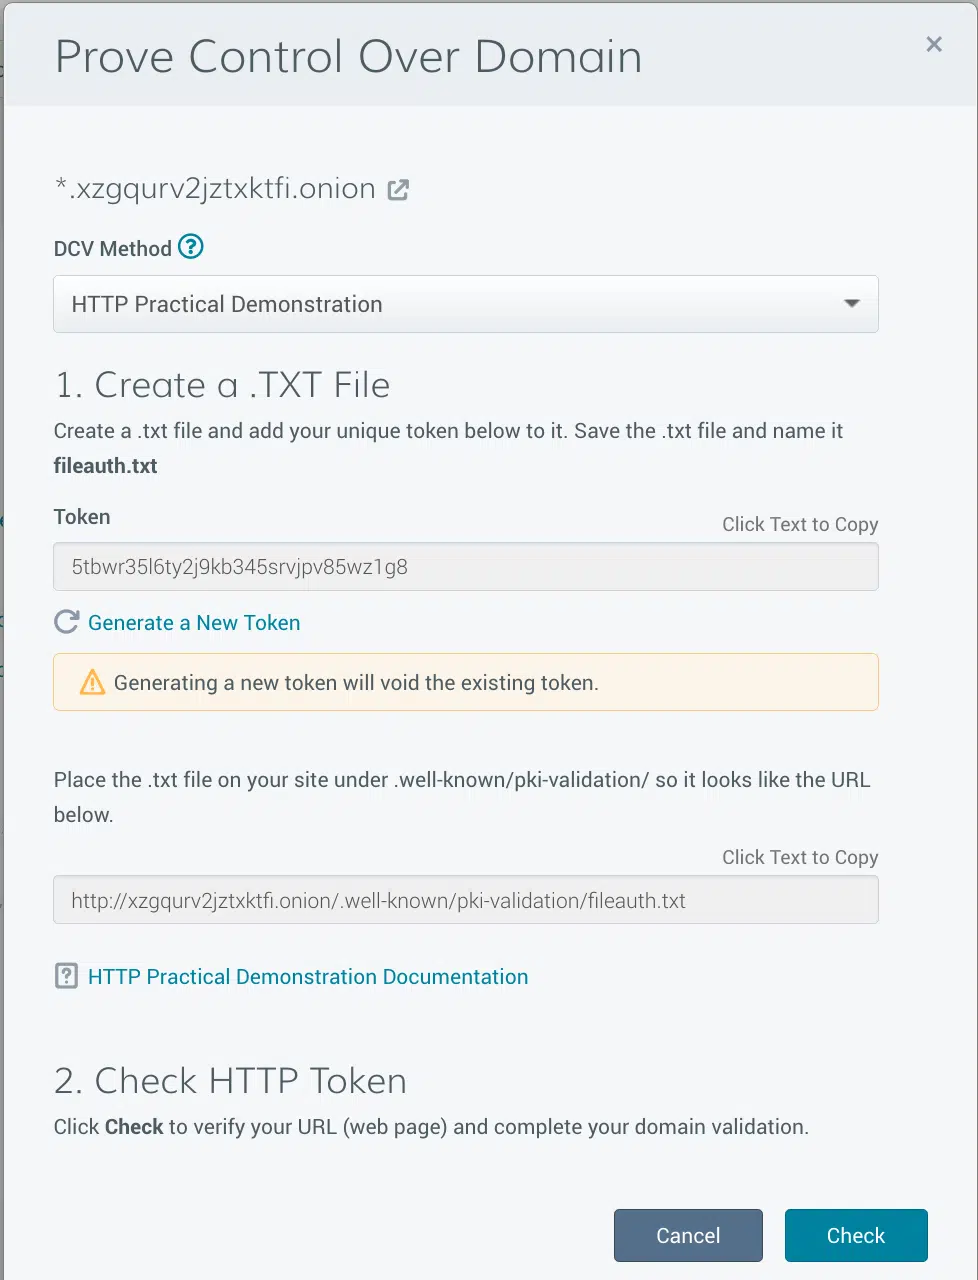 Prove Control Over Domain
*.xzgqurv2jztxktfi.onion
DCV Method
HTTP Practical Demonstration
1. Create a .TXT File
Create a .txt file and add your unique token below to it. Save the .txt file and name it
fileauth.txt
Token
Click Text to Copy
5tbwr35l6ty2j9kb345srvjpv85wz1g8
Generate a New Token
Generating a new token will void the existing token.
Place the .txt file on your site under .well-known/pki-validation/ so it looks like the URL
below.
Click Text to Copy
http://xzgqurv2jztxktfi.onion/.well-known/pki-validation/fileauth.txt
HTTP Practical Demonstration Documentation
2. Check HTTP Token
Click Check to verify your URL (web page) and complete your domain validation.
Cancel
Check